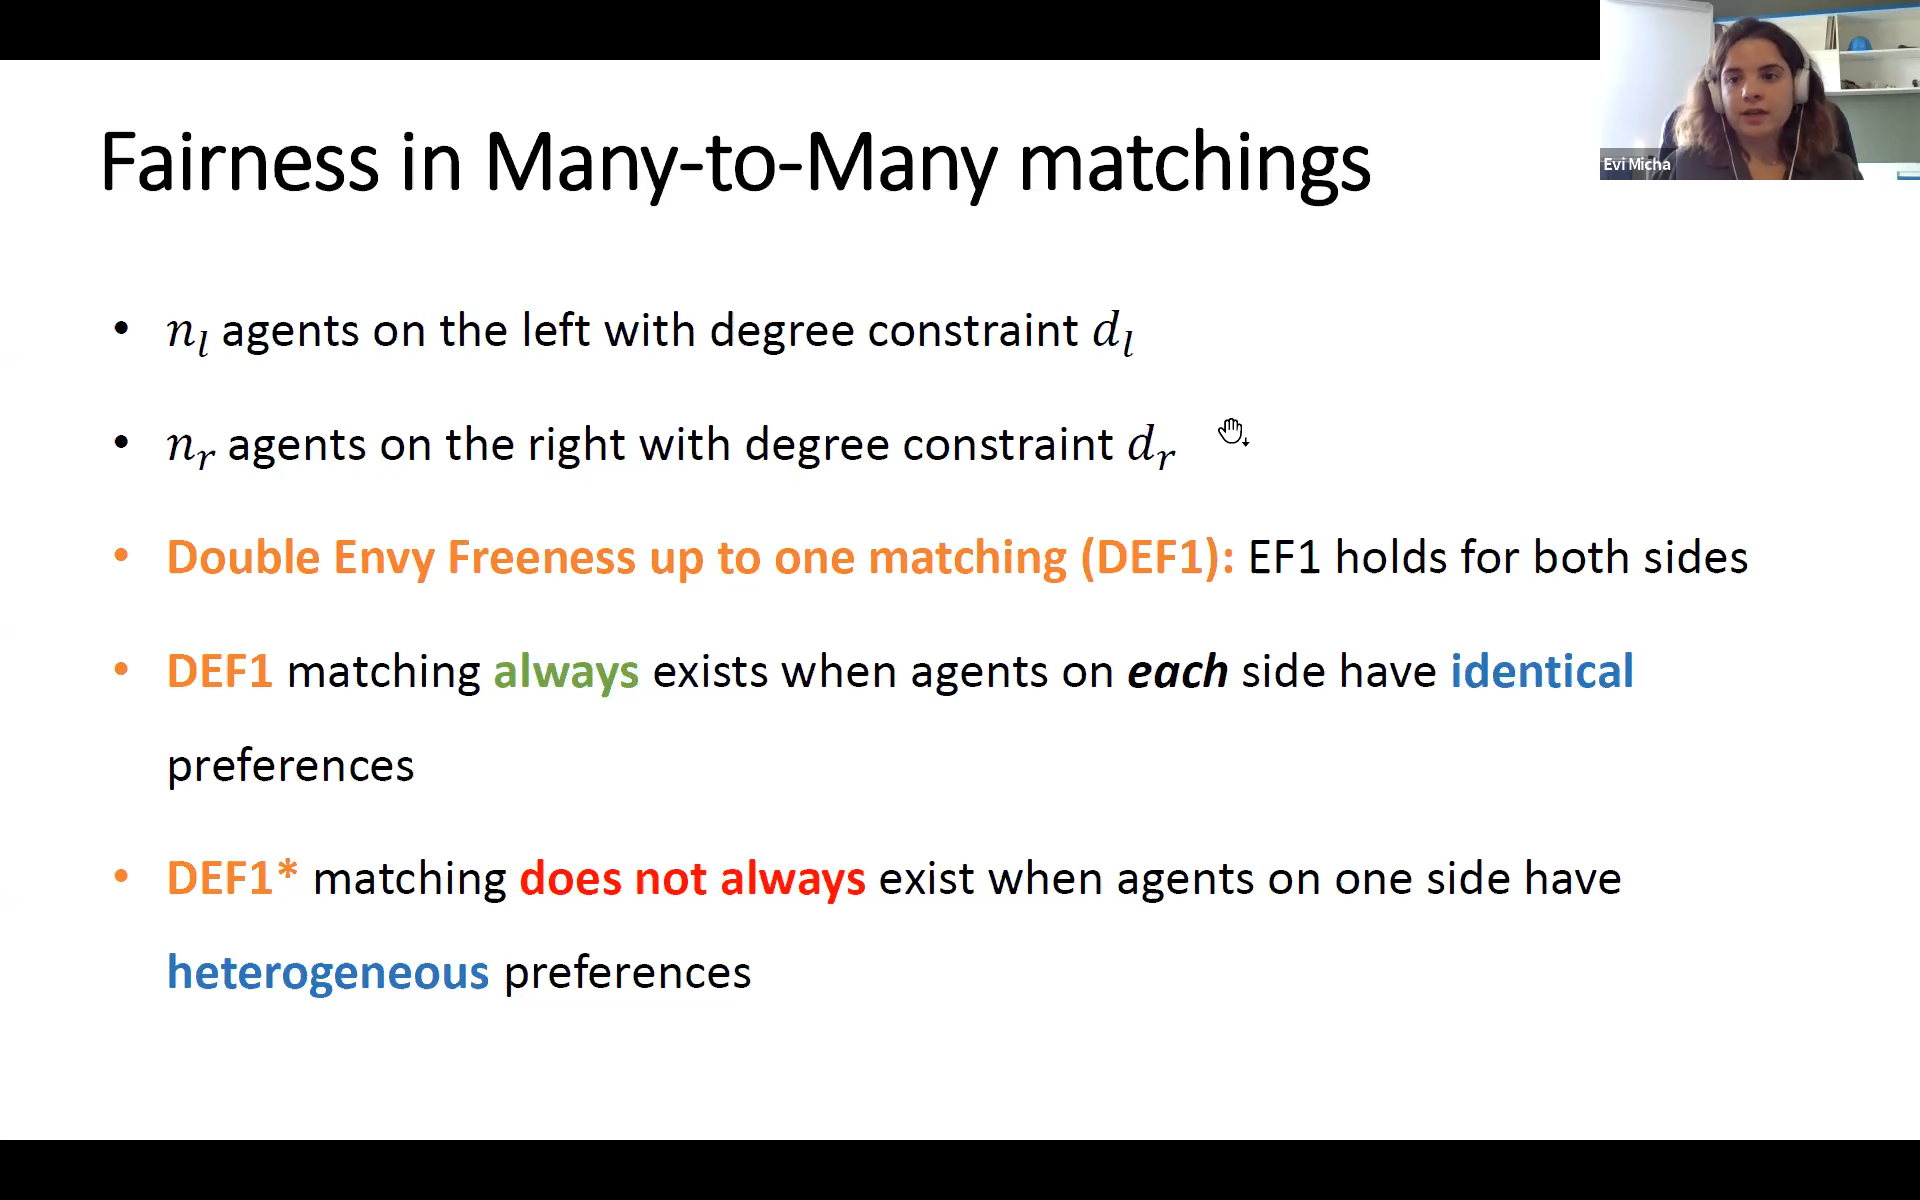 Evi Micha
Fairness in Many-to-Many matchings
• n_l agents on the left with degree constraint d_l
• n_r agents on the right with degree constraint d_r
• Double Envy Freeness up to one matching (DEF1): EF1 holds for both sides
• DEF1 matching always exists when agents on each side have identical
preferences
• DEF1* matching does not always exist when agents on one side have
heterogeneous preferences